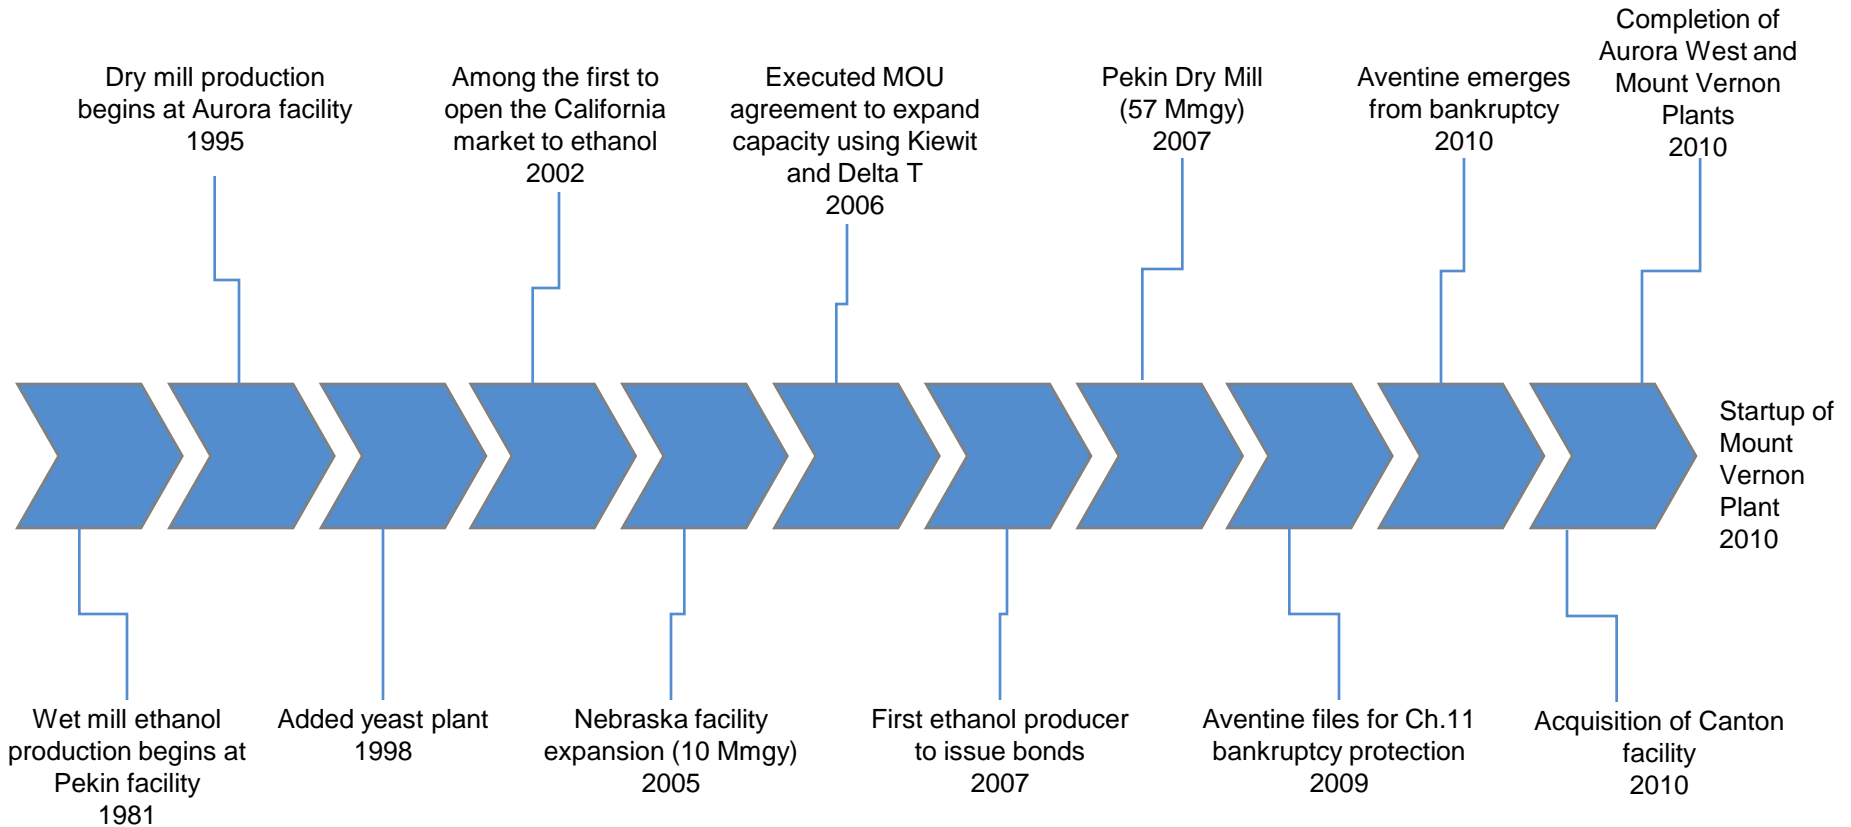 Dry mill production
begins at Aurora facility
1995
Among the first to
open the California
market to ethanol
2002
Executed MOU
agreement to expand
capacity using Kiewit
and Delta T
2006
Pekin Dry Mill
(57 Mmgy)
2007
Aventine emerges
from bankruptcy
2010
Completion of
Aurora West and
Mount Vernon
Plants
2010
Startup of
Mount
Vernon
Plant
2010
Wet mill ethanol
production begins at
Pekin facility
1981
Added yeast plant
1998
Nebraska facility
expansion (10 Mmgy)
2005
First ethanol producer
to issue bonds
2007
Aventine files for Ch.11
bankruptcy protection
2009
Acquisition of Canton
facility
2010